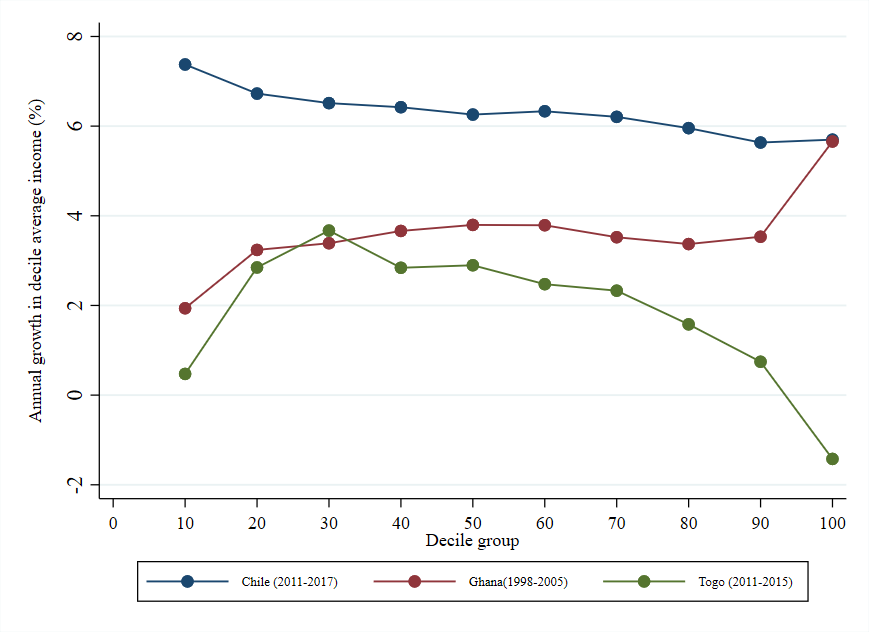 Annual growth in decile average income (%)
8
6
4
2
0
-2
0 10 20 30 40 50 60 70 80 90 100
Decile group
Chile (2011-2017) Ghana(1998-2005) Togo (2011-2015)